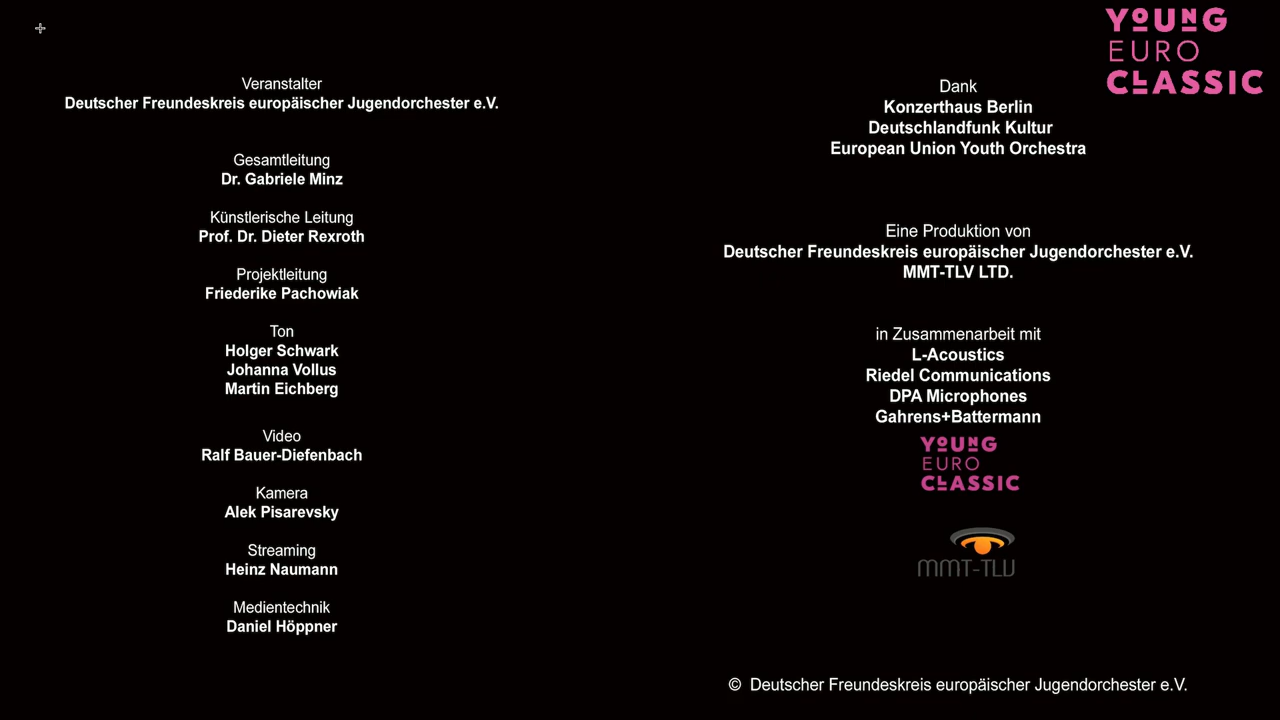 Veranstalter
Deutscher Freundeskreis europäischer Jugendorchester e.V.
Gesamtleitung
Dr. Gabriele Minz
Künstlerische Leitung
Prof. Dr. Dieter Rexroth
Projektleitung
Friederike Pachowiak
Ton
Holger Schwark
Johanna Vollus
Martin Eichberg
Video
Ralf Bauer-Diefenbach
Kamera
Alek Pisarevsky
Streaming
Heinz Naumann
Medientechnik
Daniel Höppner
YOUNG
EURO
CLASSIC
Dank
Konzerthaus Berlin
Deutschlandfunk Kultur
European Union Youth Orchestra
Eine Produktion von
Deutscher Freundeskreis europäischer Jugendorchester e.V.
MMT-TLV LTD.
in Zusammenarbeit mit
L-Acoustics
Riedel Communications
DPA Microphones
Gahrens+Battermann
YOUNG
EURO
CLASSIC
MMT-TLV
© Deutscher Freundeskreis europäischer Jugendorchester e.V.